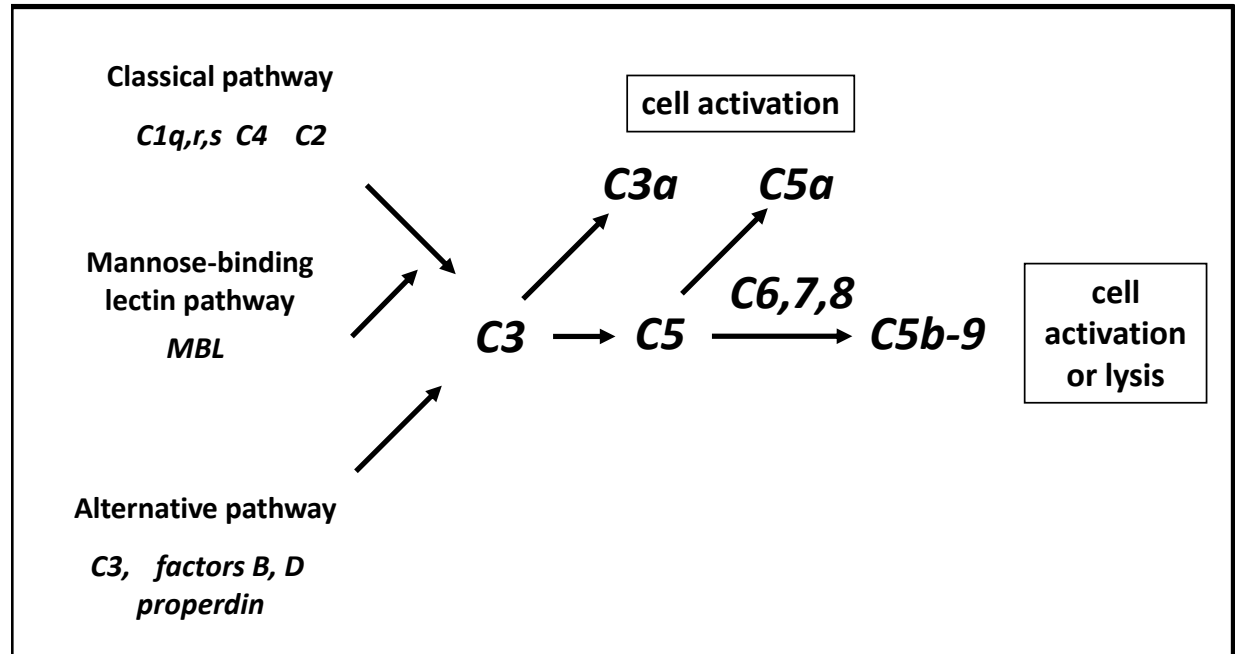 Classical pathway
C1q,r,s C4 C2
Mannose-binding
lectin pathway
MBL
Alternative pathway
C3, factors B, D
properdin
cell activation
C3a
C5a
C3
C5
C6,7,8
C5b-9
cell
activation
or lysis